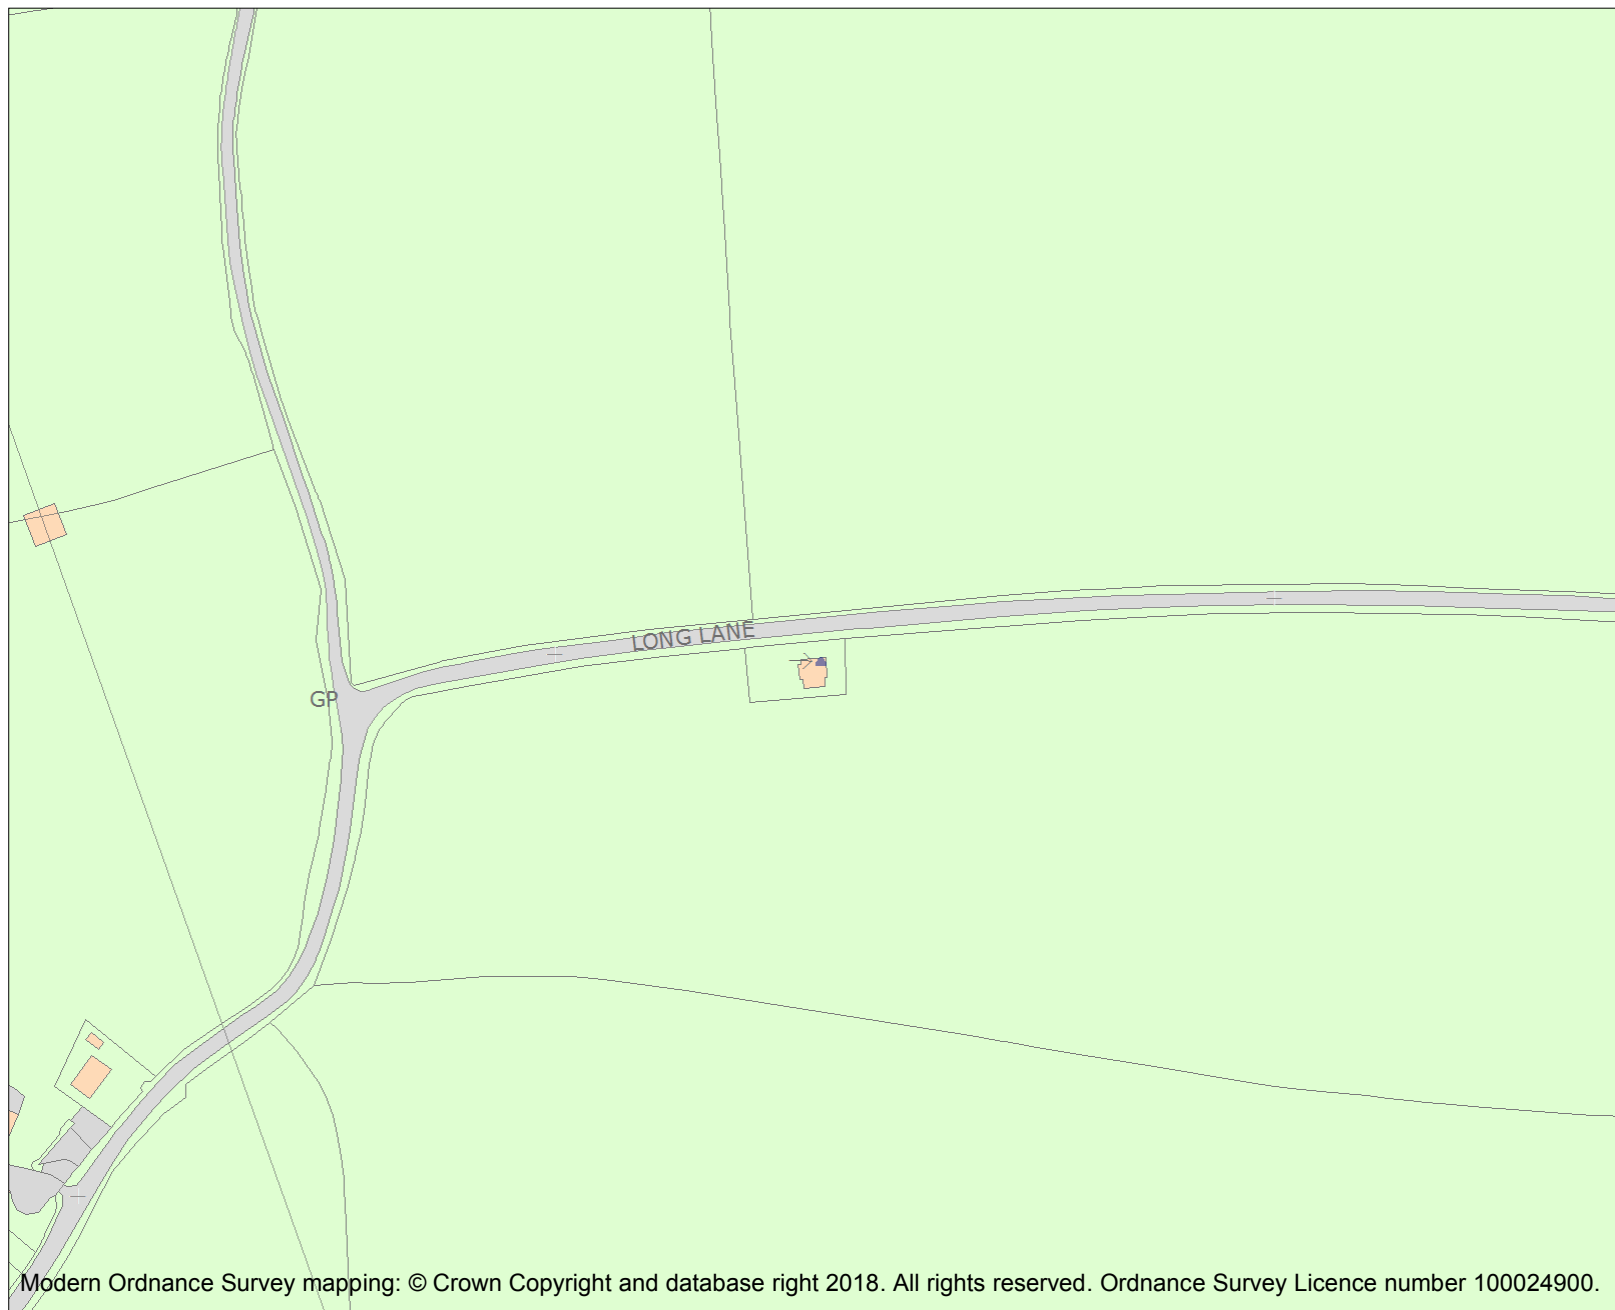 LONG LANE
GP
Modern Ordnance Survey mapping: © Crown Copyright and database right 2018. All rights reserved. Ordnance Survey Licence number 100024900.